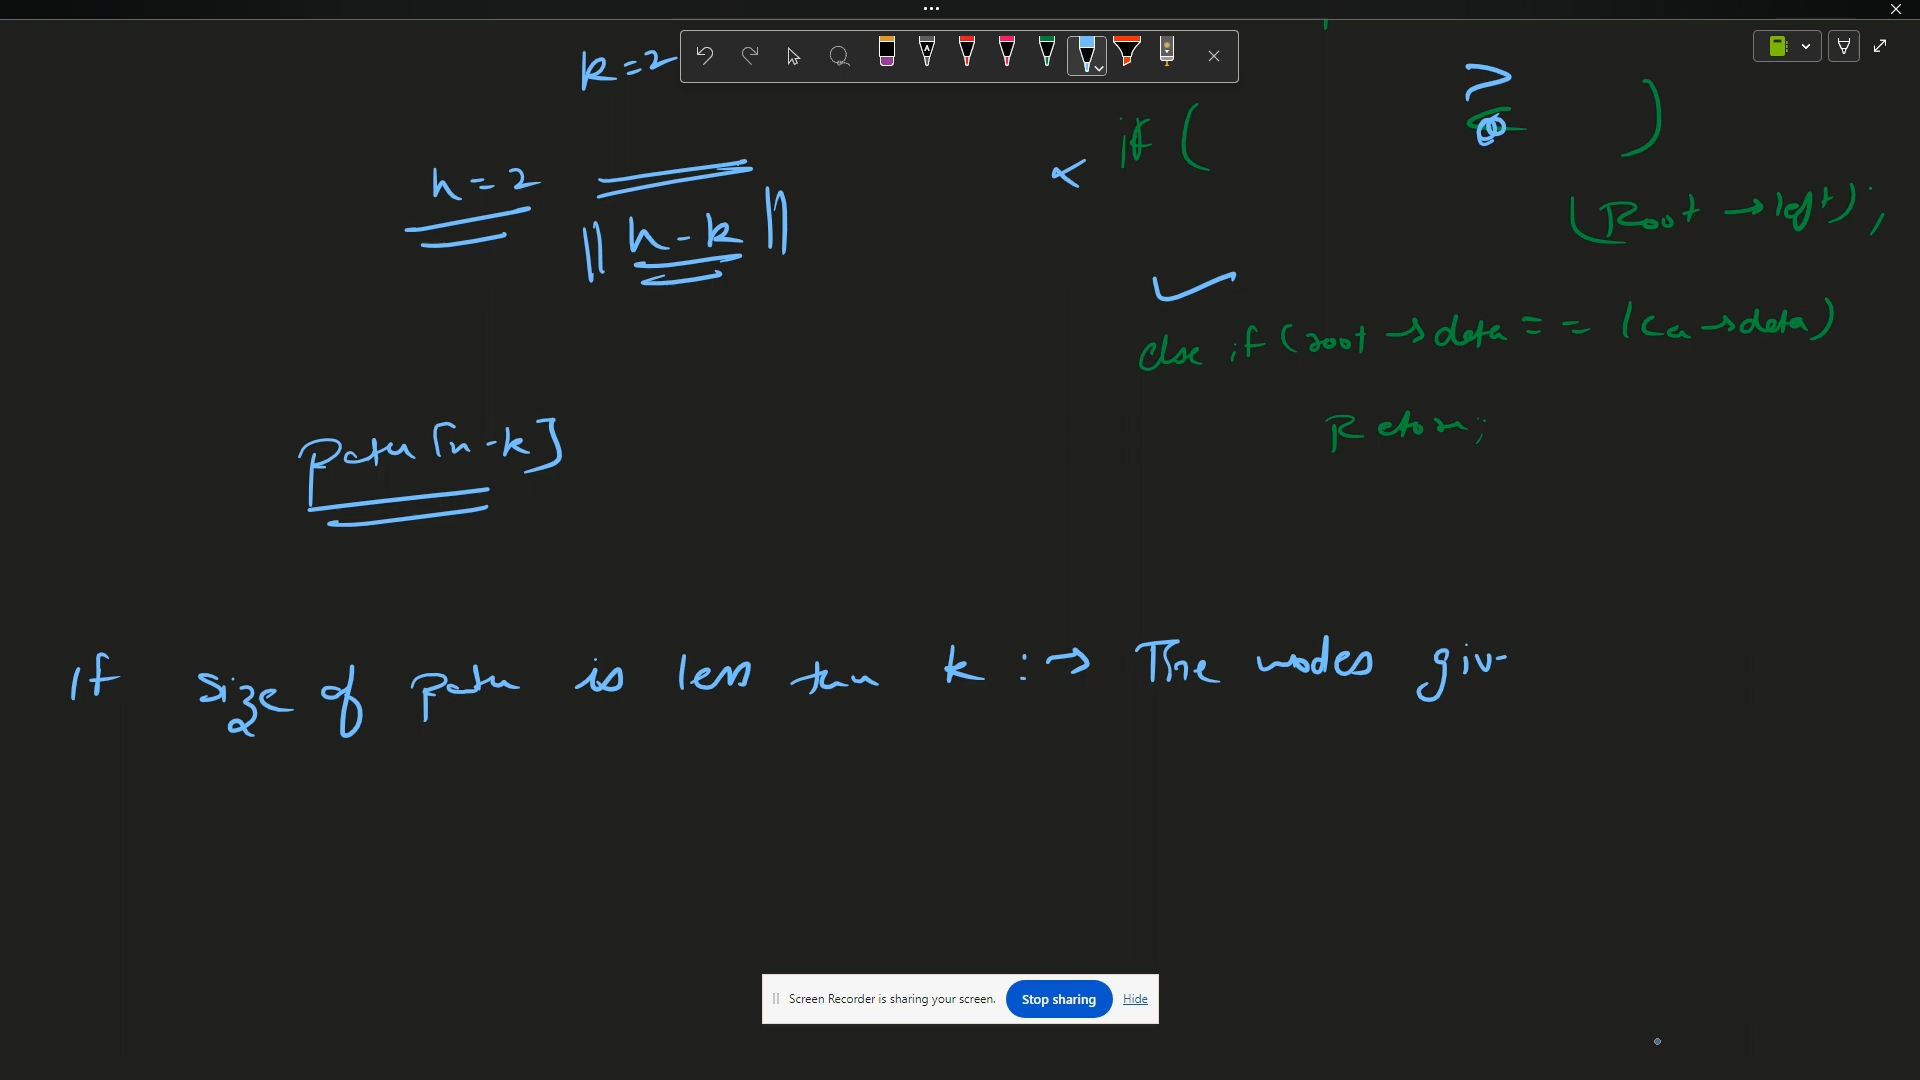 k=2
if (                    )
h=2
|| h-k ||
(Root → left);
else if (root → data == lca → data)
Path [n-k]
Return;
If size of path is less than k :→ The nodes giv
Screen Recorder is sharing your screen. Stop sharing Hide